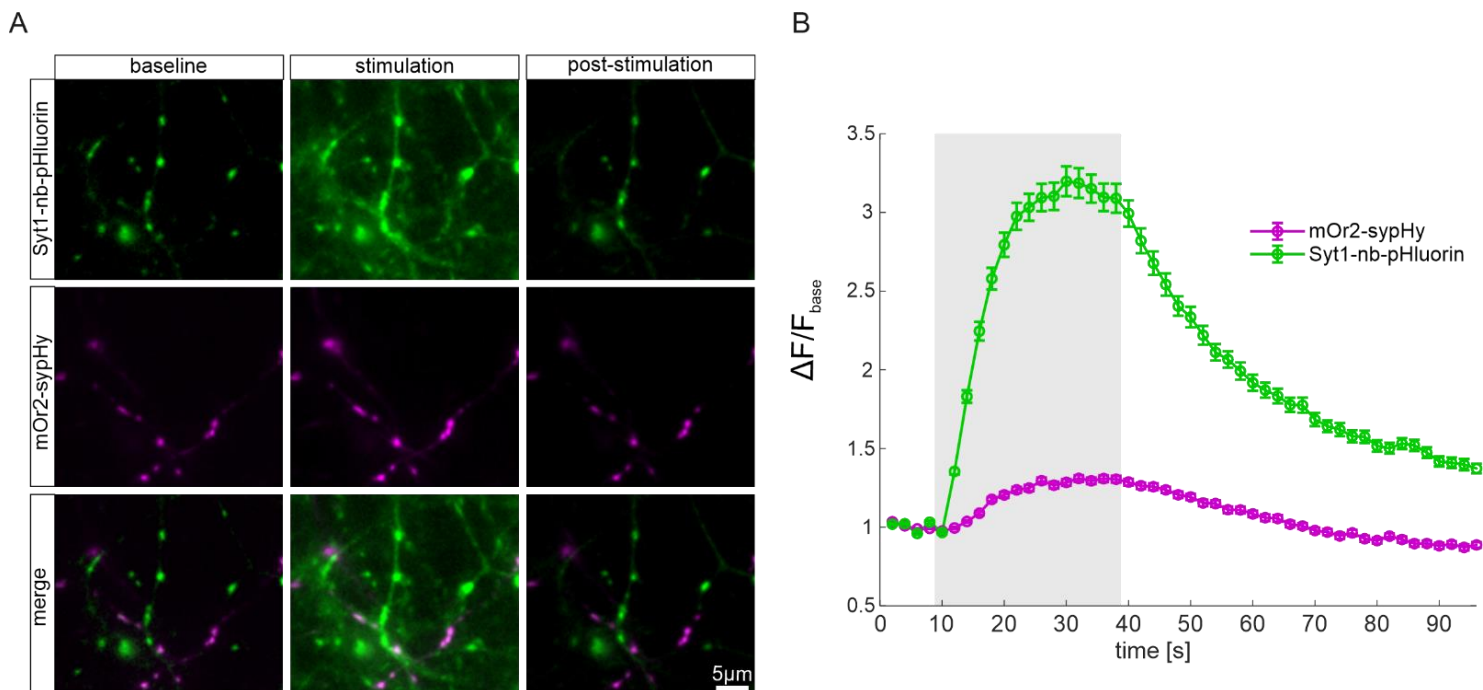 A
baseline
stimulation
post-stimulation
Syt1-nb-pHluorin
mOr2-sypHy
merge
5µm
B
3.5
3
2.5
2
1.5
1
0.5
ΔF/Fbase
0 10 20 30 40 50 60 70 80 90
time [s]
mOr2-sypHy
Syt1-nb-pHluorin